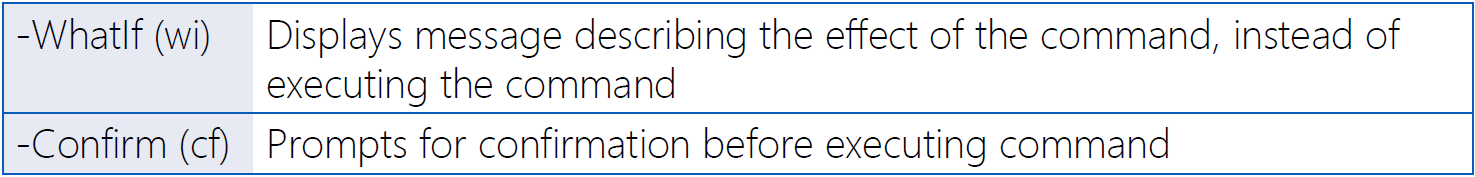 -WhatIf (wi) Displays message describing the effect of the command, instead of
executing the command
-Confirm (cf) Prompts for confirmation before executing command